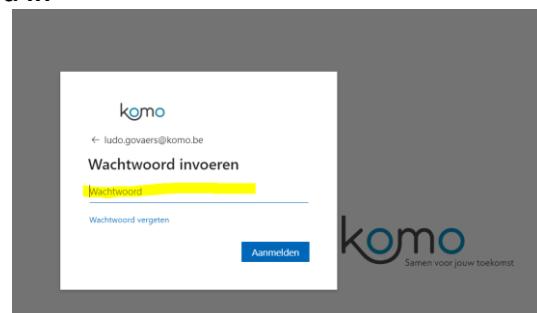 komo
← ludo.govaers@komo.be
Wachtwoord invoeren
Wachtwoord
Wachtwoord vergeten
Aanmelden
komo
Samen voor jouw toekomst